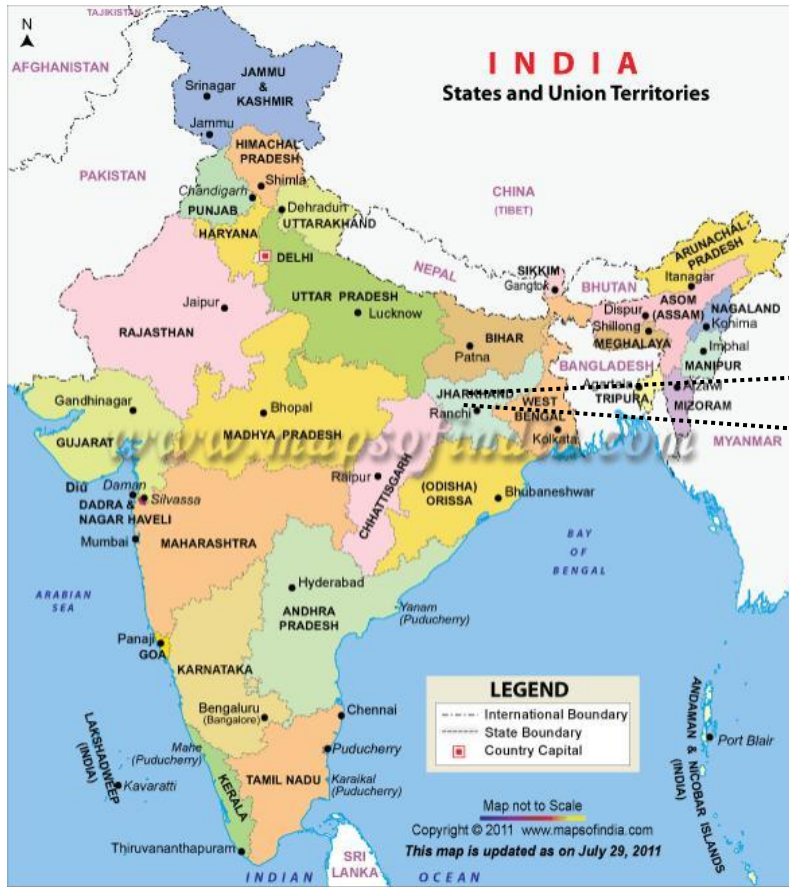 TAJIKISTAN
N
AFGHANISTAN
INDIA
States and Union Territories
JAMMU
&
KASHMIR
Srinagar
Jammu
HIMACHAL
PRADESH
PAKISTAN
Shimla
Chandigarh
PUNJAB
CHINA
(TIBET)
Dehradun
UTTARAKHAND
HARYANA
DELHI
ARUNACHAL
PRADESH
NEPAL
SIKKIM
Gangtok
BHUTAN
Itanagar
UTTAR PRADESH
Jaipur
Lucknow
ASOM
(ASSAM)
NAGALAND
Dispur
Kohima
RAJASTHAN
Shillong
MEGHALAYA
BIHAR
Patna
Imphal
MANIPUR
BANGLADESH
JHARKHAND
Agartala
TRIPURA
Aizawl
MIZORAM
Gandhinagar
Bhopal
Ranchi
WEST
BENGAL
GUJARAT
MADHYA PRADESH
Kolkata
MYANMAR
www.mapsofindia.com
Raipur
CHHATTISGARH
(ODISHA)
ORISSA
Bhubaneshwar
Diu
Daman
Silvassa
DADRA &
NAGAR HAVELI
Mumbai
MAHARASHTRA
BAY
OF
BENGAL
ARABIAN
SEA
Hyderabad
ANDHRA
PRADESH
Yanam
(Puducherry)
Panaji
GOA
KARNATAKA
Bengaluru
(Bangalore)
Chennai
LEGEND
International Boundary
State Boundary
Country Capital
ANDAMAN & NICOBAR ISLANDS
(INDIA)
Port Blair
LAKSHADWEEP
(INDIA)
Kavaratti
Mahe
(Puducherry)
Puducherry
KERALA
TAMIL NADU
Karaikal
(Puducherry)
Map not to Scale
Copyright © 2011 www.mapsofindia.com
This map is updated as on July 29, 2011
Thiruvananthapuram
SRI
LANKA
INDIAN OCEAN